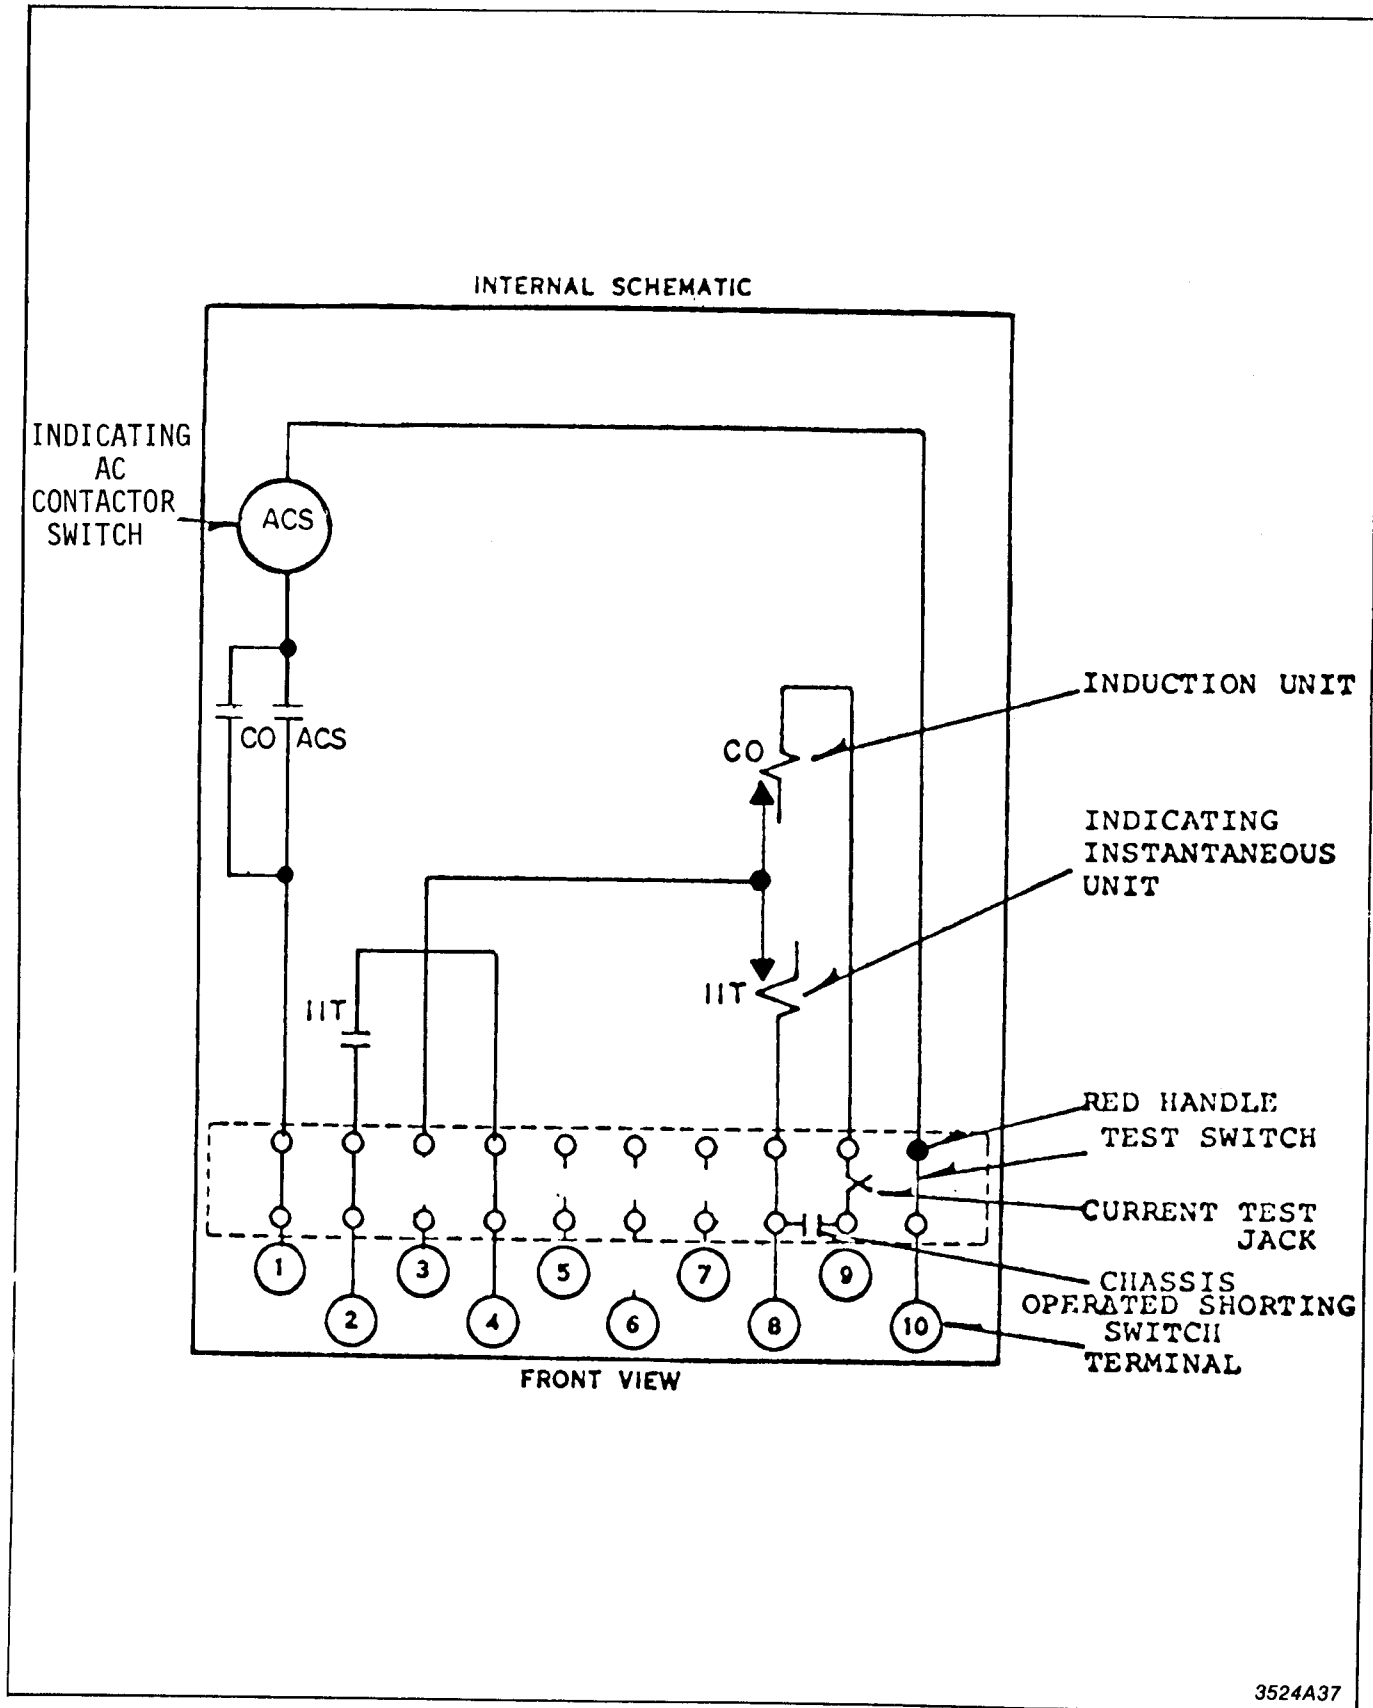 INTERNAL SCHEMATIC
INDICATING
AC
CONTACTOR
SWITCH
ACS
CO
ACS
INDUCTION UNIT
CO
INDICATING
INSTANTANEOUS
UNIT
IIT
IIT
RED HANDLE
TEST SWITCH
CURRENT TEST
JACK
1
3
5
7
9
CHASSIS
OPERATED SHORTING
SWITCH
2
4
6
8
10
TERMINAL
FRONT VIEW
3524A37